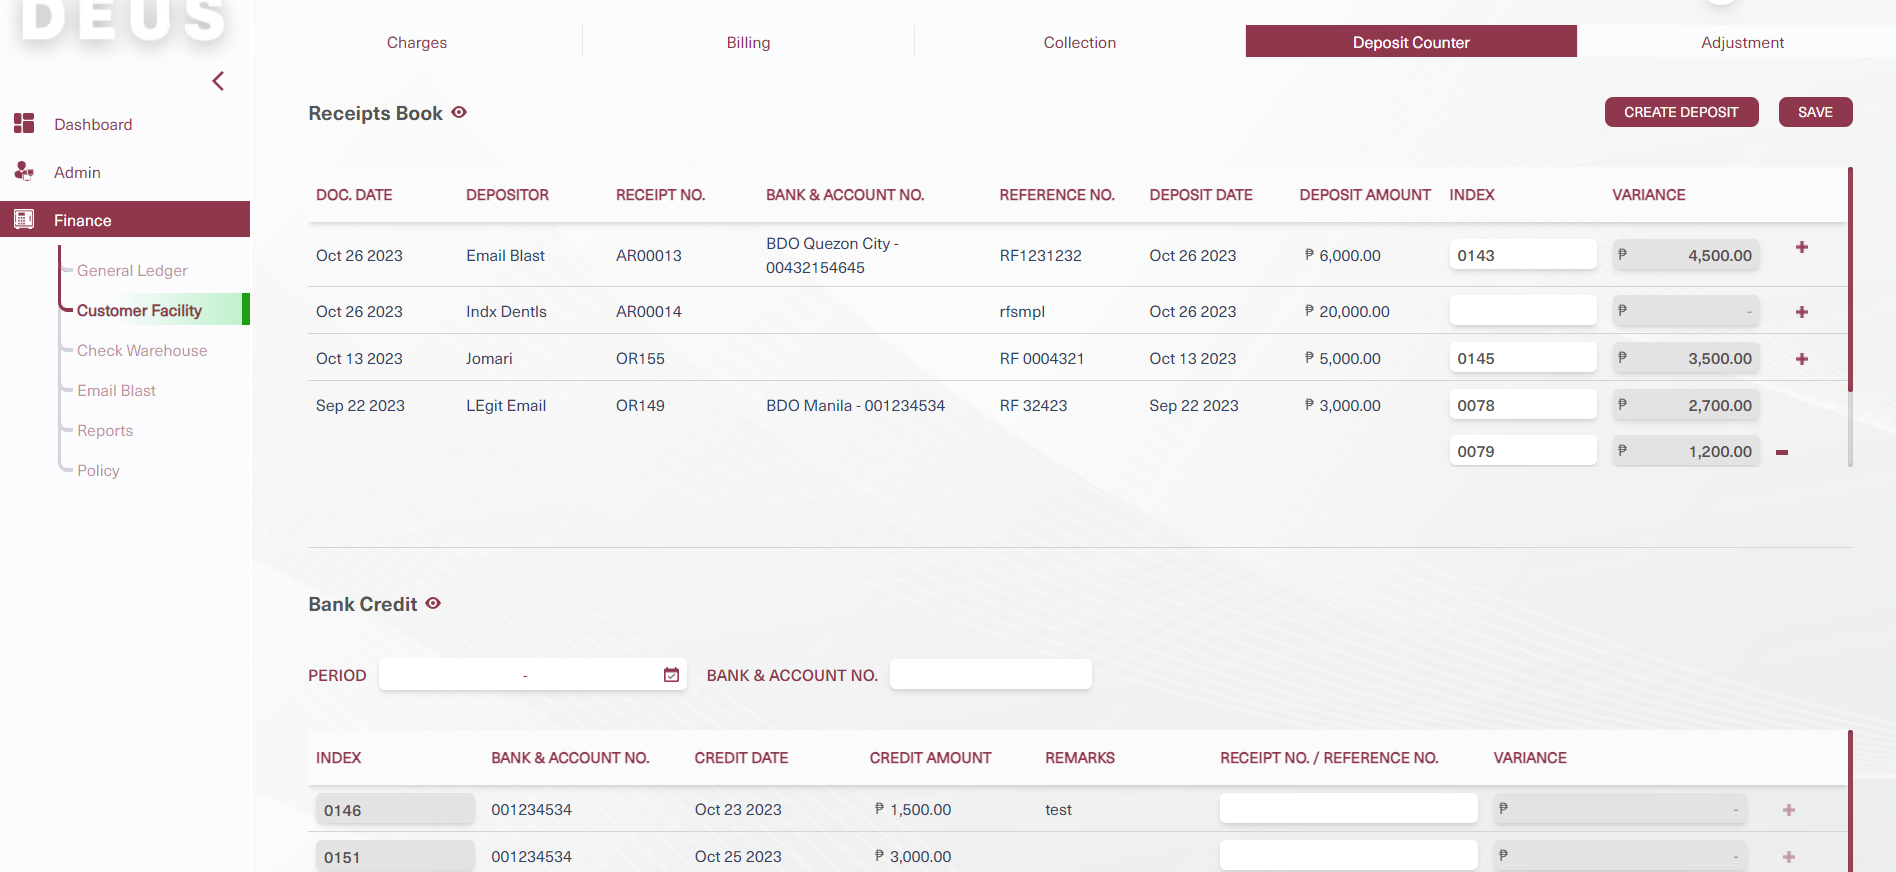 DEUS
Charges
Billing
Collection
Deposit Counter
Adjustment
Dashboard
Admin
Finance
General Ledger
Customer Facility
Check Warehouse
Email Blast
Reports
Policy
Receipts Book
CREATE DEPOSIT
SAVE
DOC. DATE DEPOSITOR RECEIPT NO. BANK & ACCOUNT NO. REFERENCE NO. DEPOSIT DATE DEPOSIT AMOUNT INDEX VARIANCE
Oct 26 2023 Email Blast AR00013 BDO Quezon City - 00432154645 RF1231232 Oct 26 2023 ₱ 6,000.00 0143 ₱ 4,500.00
Oct 26 2023 Indx Dentls AR00014 rfsmpl Oct 26 2023 ₱ 20,000.00 ₱ -
Oct 13 2023 Jomari OR155 RF 0004321 Oct 13 2023 ₱ 5,000.00 0145 ₱ 3,500.00
Sep 22 2023 LEgit Email OR149 BDO Manila - 001234534 RF 32423 Sep 22 2023 ₱ 3,000.00 0078 ₱ 2,700.00
0079 ₱ 1,200.00
Bank Credit
PERIOD - BANK & ACCOUNT NO.
INDEX BANK & ACCOUNT NO. CREDIT DATE CREDIT AMOUNT REMARKS RECEIPT NO. / REFERENCE NO. VARIANCE
0146 001234534 Oct 23 2023 ₱ 1,500.00 test ₱ -
0151 001234534 Oct 25 2023 ₱ 3,000.00 ₱ -